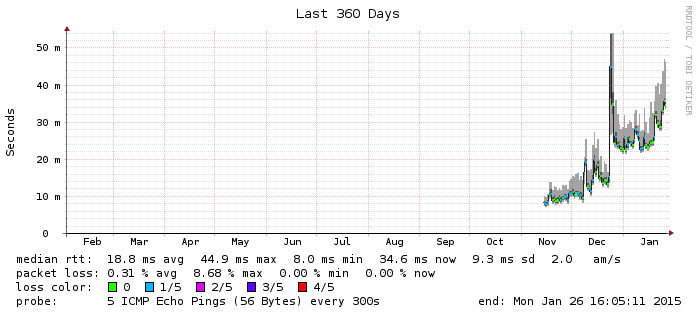 Last 360 Days
RRDTOOL / TOBI OETIKER
Seconds
50 m
40 m
30 m
20 m
10 m
0
Feb Mar Apr May Jun Jul Aug Sep Oct Nov Dec Jan
median rtt: 18.8 ms avg 44.9 ms max 8.0 ms min 34.6 ms now 9.3 ms sd 2.0 am/s
packet loss: 0.31 % avg 8.68 % max 0.00 % min 0.00 % now
loss color: 0 1/5 2/5 3/5 4/5
probe: 5 ICMP Echo Pings (56 Bytes) every 300s end: Mon Jan 26 16:05:11 2015